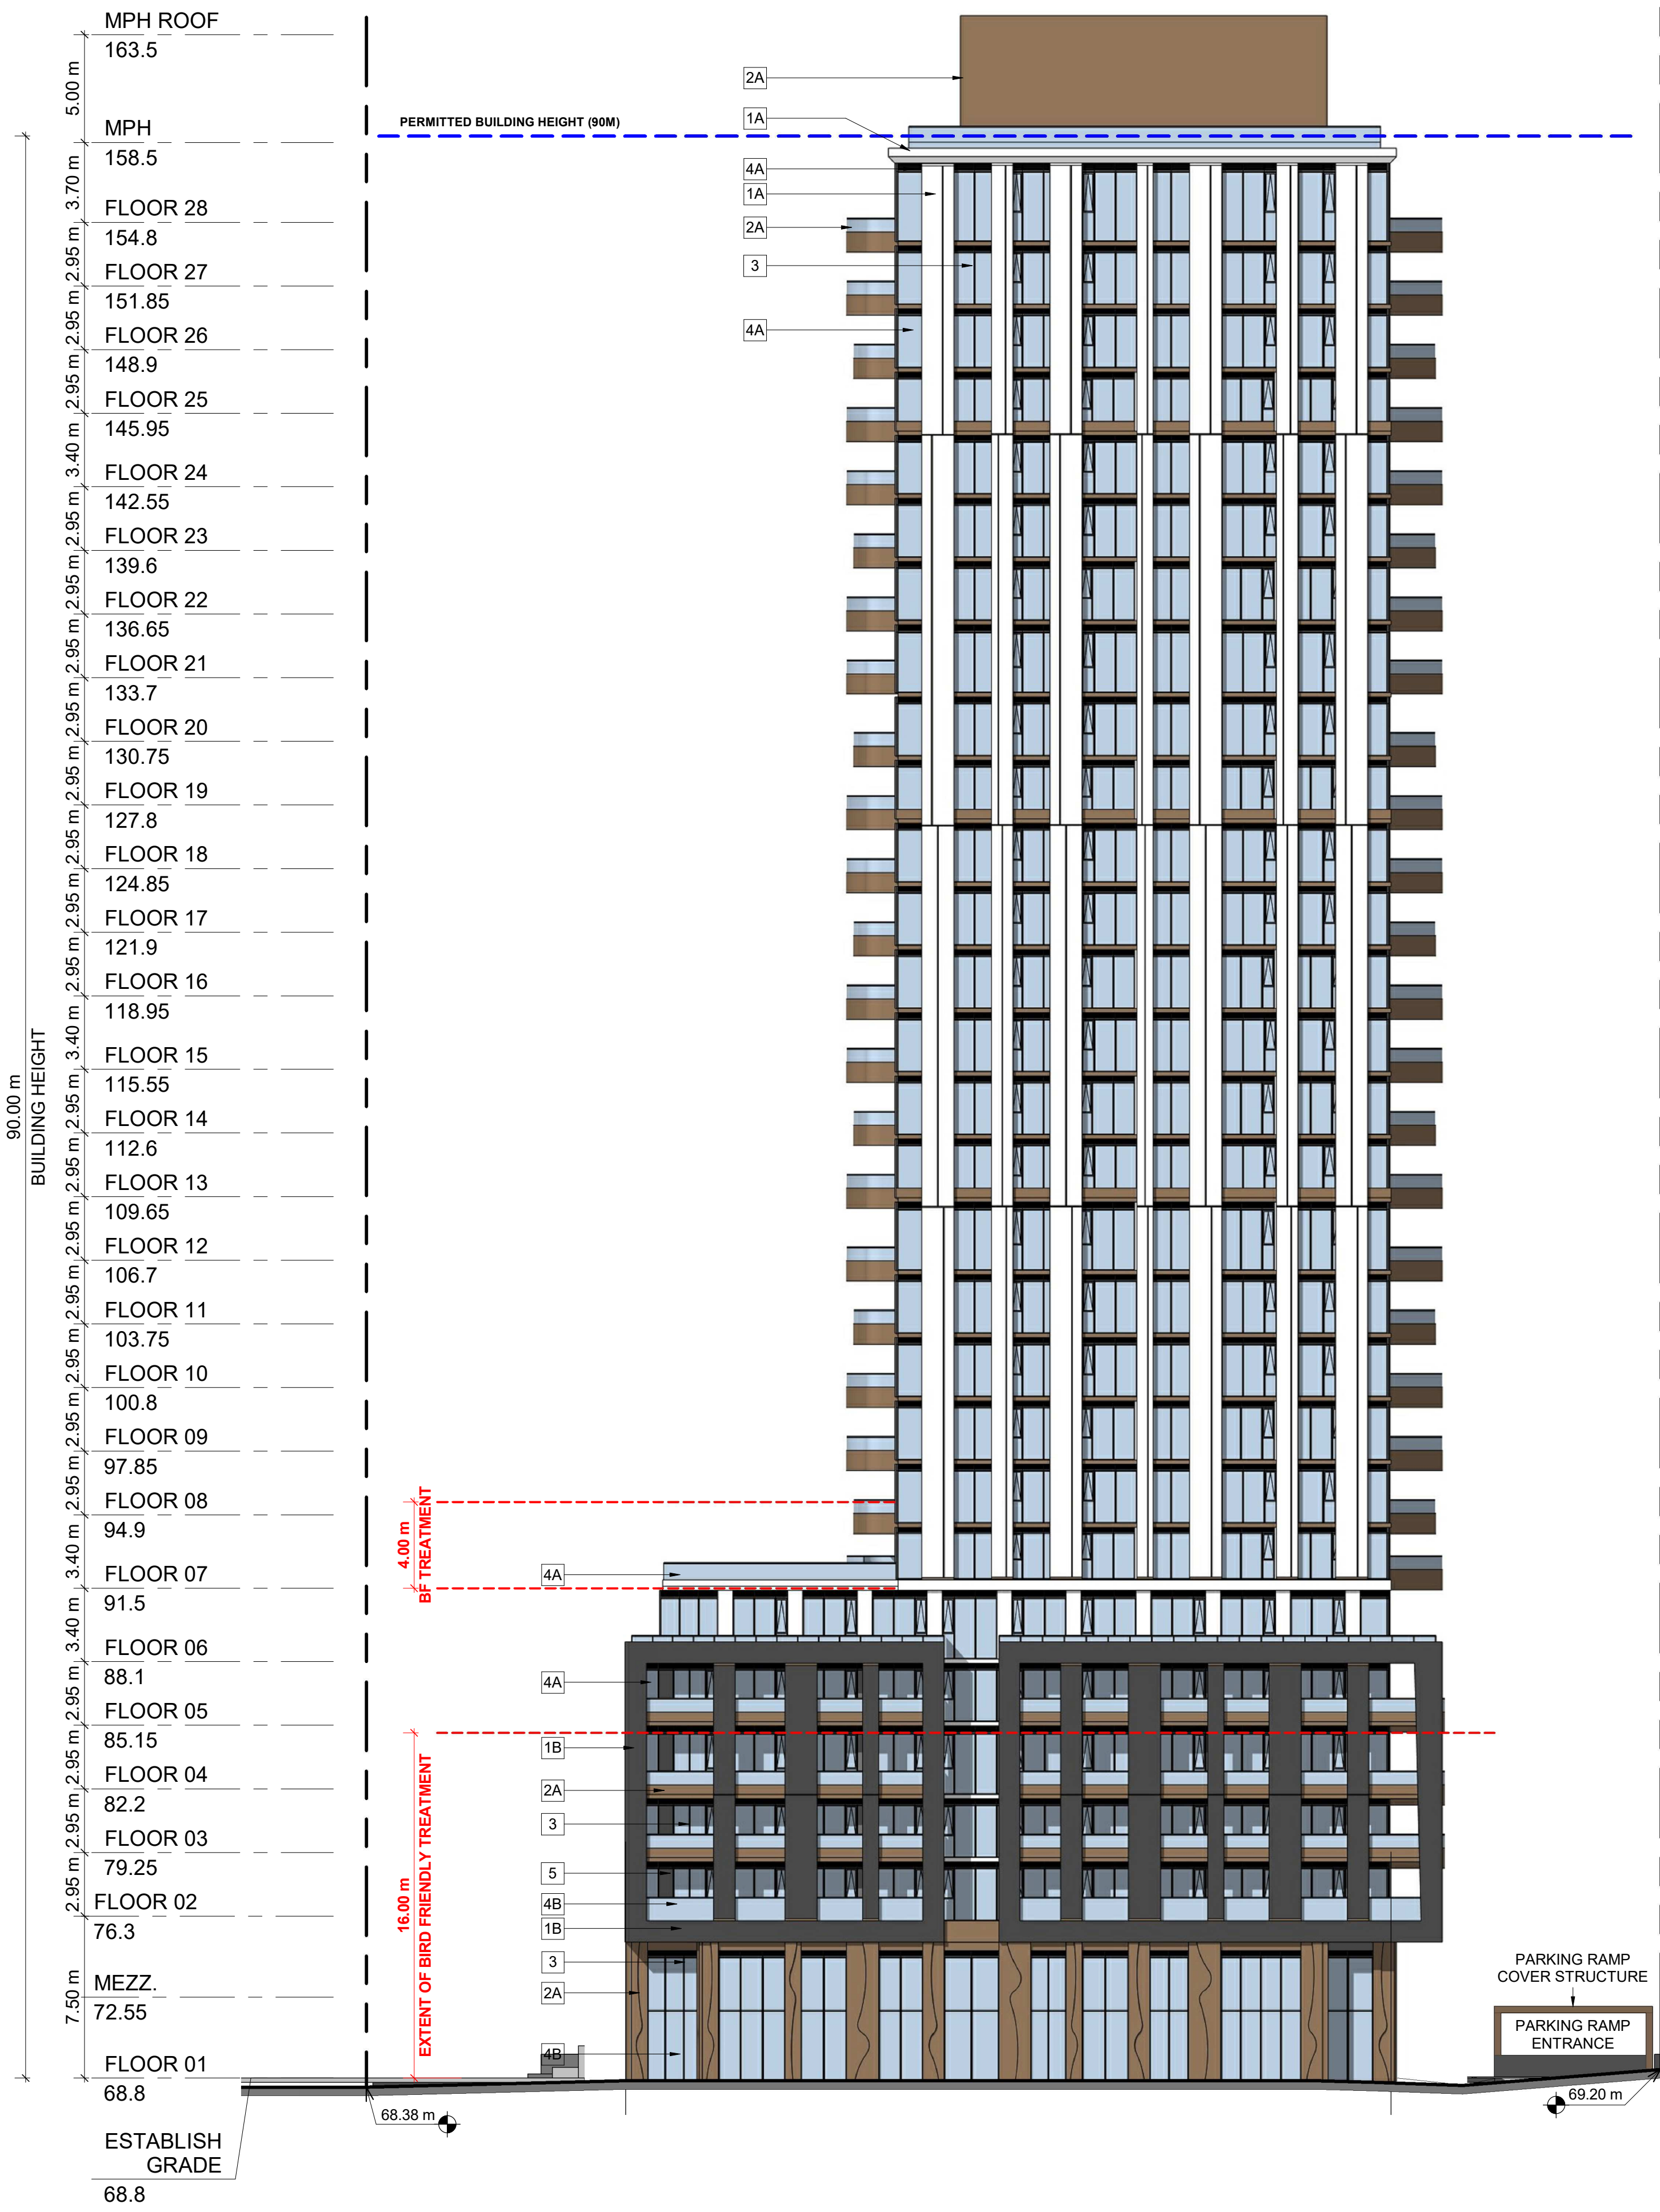 MPH ROOF
163.5
5.00 m
MPH
158.5
3.70 m
FLOOR 28
154.8
2.95 m
FLOOR 27
151.85
2.95 m
FLOOR 26
148.9
2.95 m
FLOOR 25
145.95
3.40 m
FLOOR 24
142.55
2.95 m
FLOOR 23
139.6
2.95 m
FLOOR 22
136.65
2.95 m
FLOOR 21
133.7
2.95 m
FLOOR 20
130.75
2.95 m
FLOOR 19
127.8
2.95 m
FLOOR 18
124.85
2.95 m
FLOOR 17
121.9
2.95 m
FLOOR 16
118.95
3.40 m
FLOOR 15
115.55
2.95 m
FLOOR 14
112.6
2.95 m
FLOOR 13
109.65
2.95 m
FLOOR 12
106.7
2.95 m
FLOOR 11
103.75
2.95 m
FLOOR 10
100.8
2.95 m
FLOOR 09
97.85
2.95 m
FLOOR 08
94.9
3.40 m
FLOOR 07
91.5
3.40 m
FLOOR 06
88.1
2.95 m
FLOOR 05
85.15
2.95 m
FLOOR 04
82.2
2.95 m
FLOOR 03
79.25
2.95 m
FLOOR 02
76.3
7.50 m
MEZZ.
72.55
FLOOR 01
68.8
ESTABLISH
GRADE
68.8
90.00 m
BUILDING HEIGHT
PERMITTED BUILDING HEIGHT (90M)
2A
1A
4A
1A
2A
3
4A
4.00 m
BF TREATMENT
4A
4A
1B
2A
3
5
4B
1B
3
2A
4B
16.00 m
EXTENT OF BIRD FRIENDLY TREATMENT
68.38 m
PARKING RAMP
COVER STRUCTURE
PARKING RAMP
ENTRANCE
69.20 m